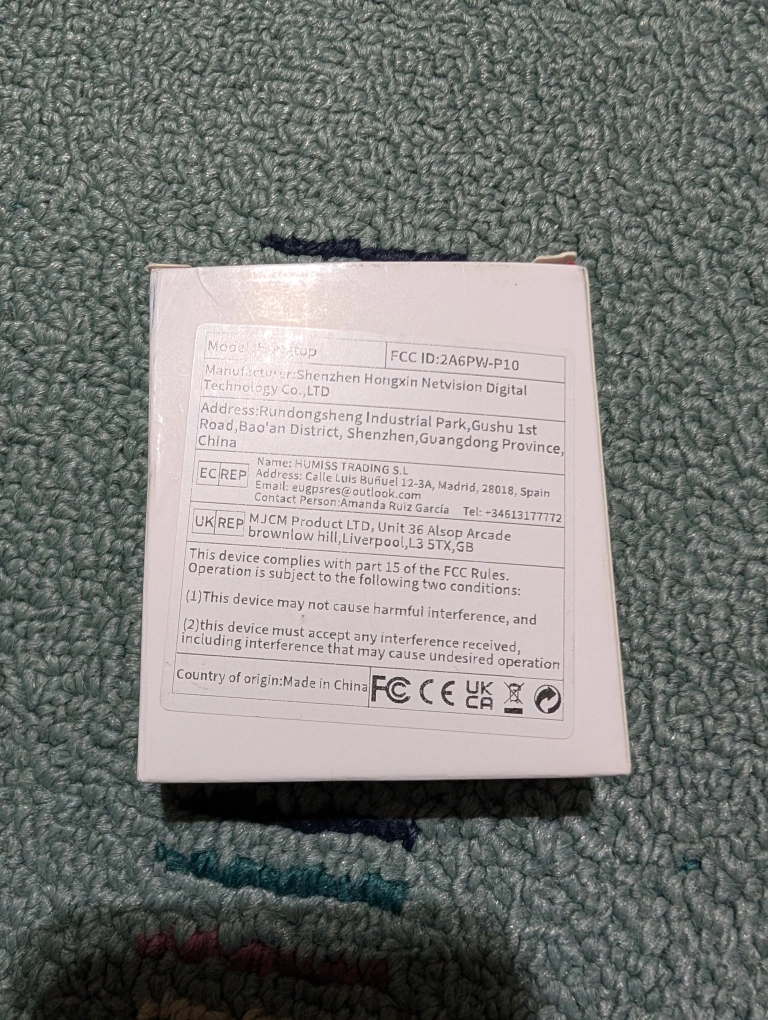 Model: top
FCC ID:2A6PW-P10
Manufacturer:Shenzhen Hongxin Netvision Digital
Technology Co.,LTD
Address:Rundongsheng Industrial Park,Gushu 1st
Road,Bao'an District, Shenzhen,Guangdong Province,
China
EC REP
Name: HUMISS TRADING S.L
Address: Calle Luis Buñuel 12-3A, Madrid, 28018, Spain
Email: eugpsres@outlook.com
Contact Person:Amanda Ruiz García Tel: +34613177772
UK REP
MJCM Product LTD, Unit 36 Alsop Arcade
brownlow hill,Liverpool,L3 5TX,GB
This device complies with part 15 of the FCC Rules.
Operation is subject to the following two conditions:
(1)This device may not cause harmful interference, and
(2)this device must accept any interference received,
including interference that may cause undesired operation
Country of origin:Made in China
FC CE UK
CA